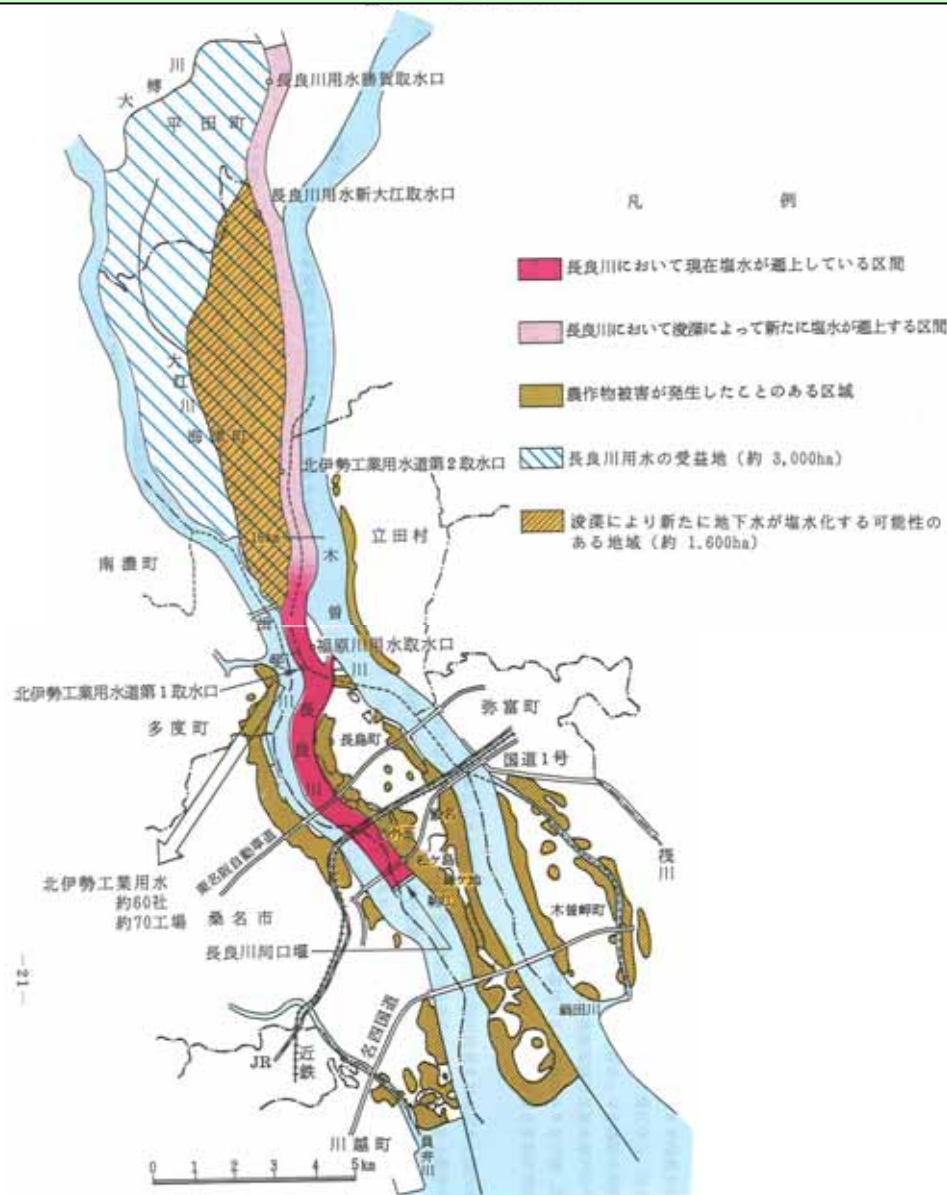 大榑川
長良川用水勝賀取水口
平田町
長良川用水新大江取水口
凡 例
長良川において現在塩水が遡上している区間
長良川において浚渫によって新たに塩水が遡上する区間
農作物被害が発生したことのある区域
長良川用水の受益地(約 3,000ha)
浚渫により新たに地下水が塩水化する可能性の
ある地域(約 1,600ha)
大江川
海津町
北伊勢工業用水道第2取水口
立田村
15km
南濃町
木曽川
揖斐川
福原川用水取水口
北伊勢工業用水道第1取水口
多度町
長良川
長島町
弥富町
国道1号
東名阪自動車道
筏川
北伊勢工業用水
約60社
約70工場
桑名市
木曽岬町
長良川河口堰
-21-
鍋田川
名四国道
JR
近鉄
川越町
員弁川
0 1 2 3 4 5km